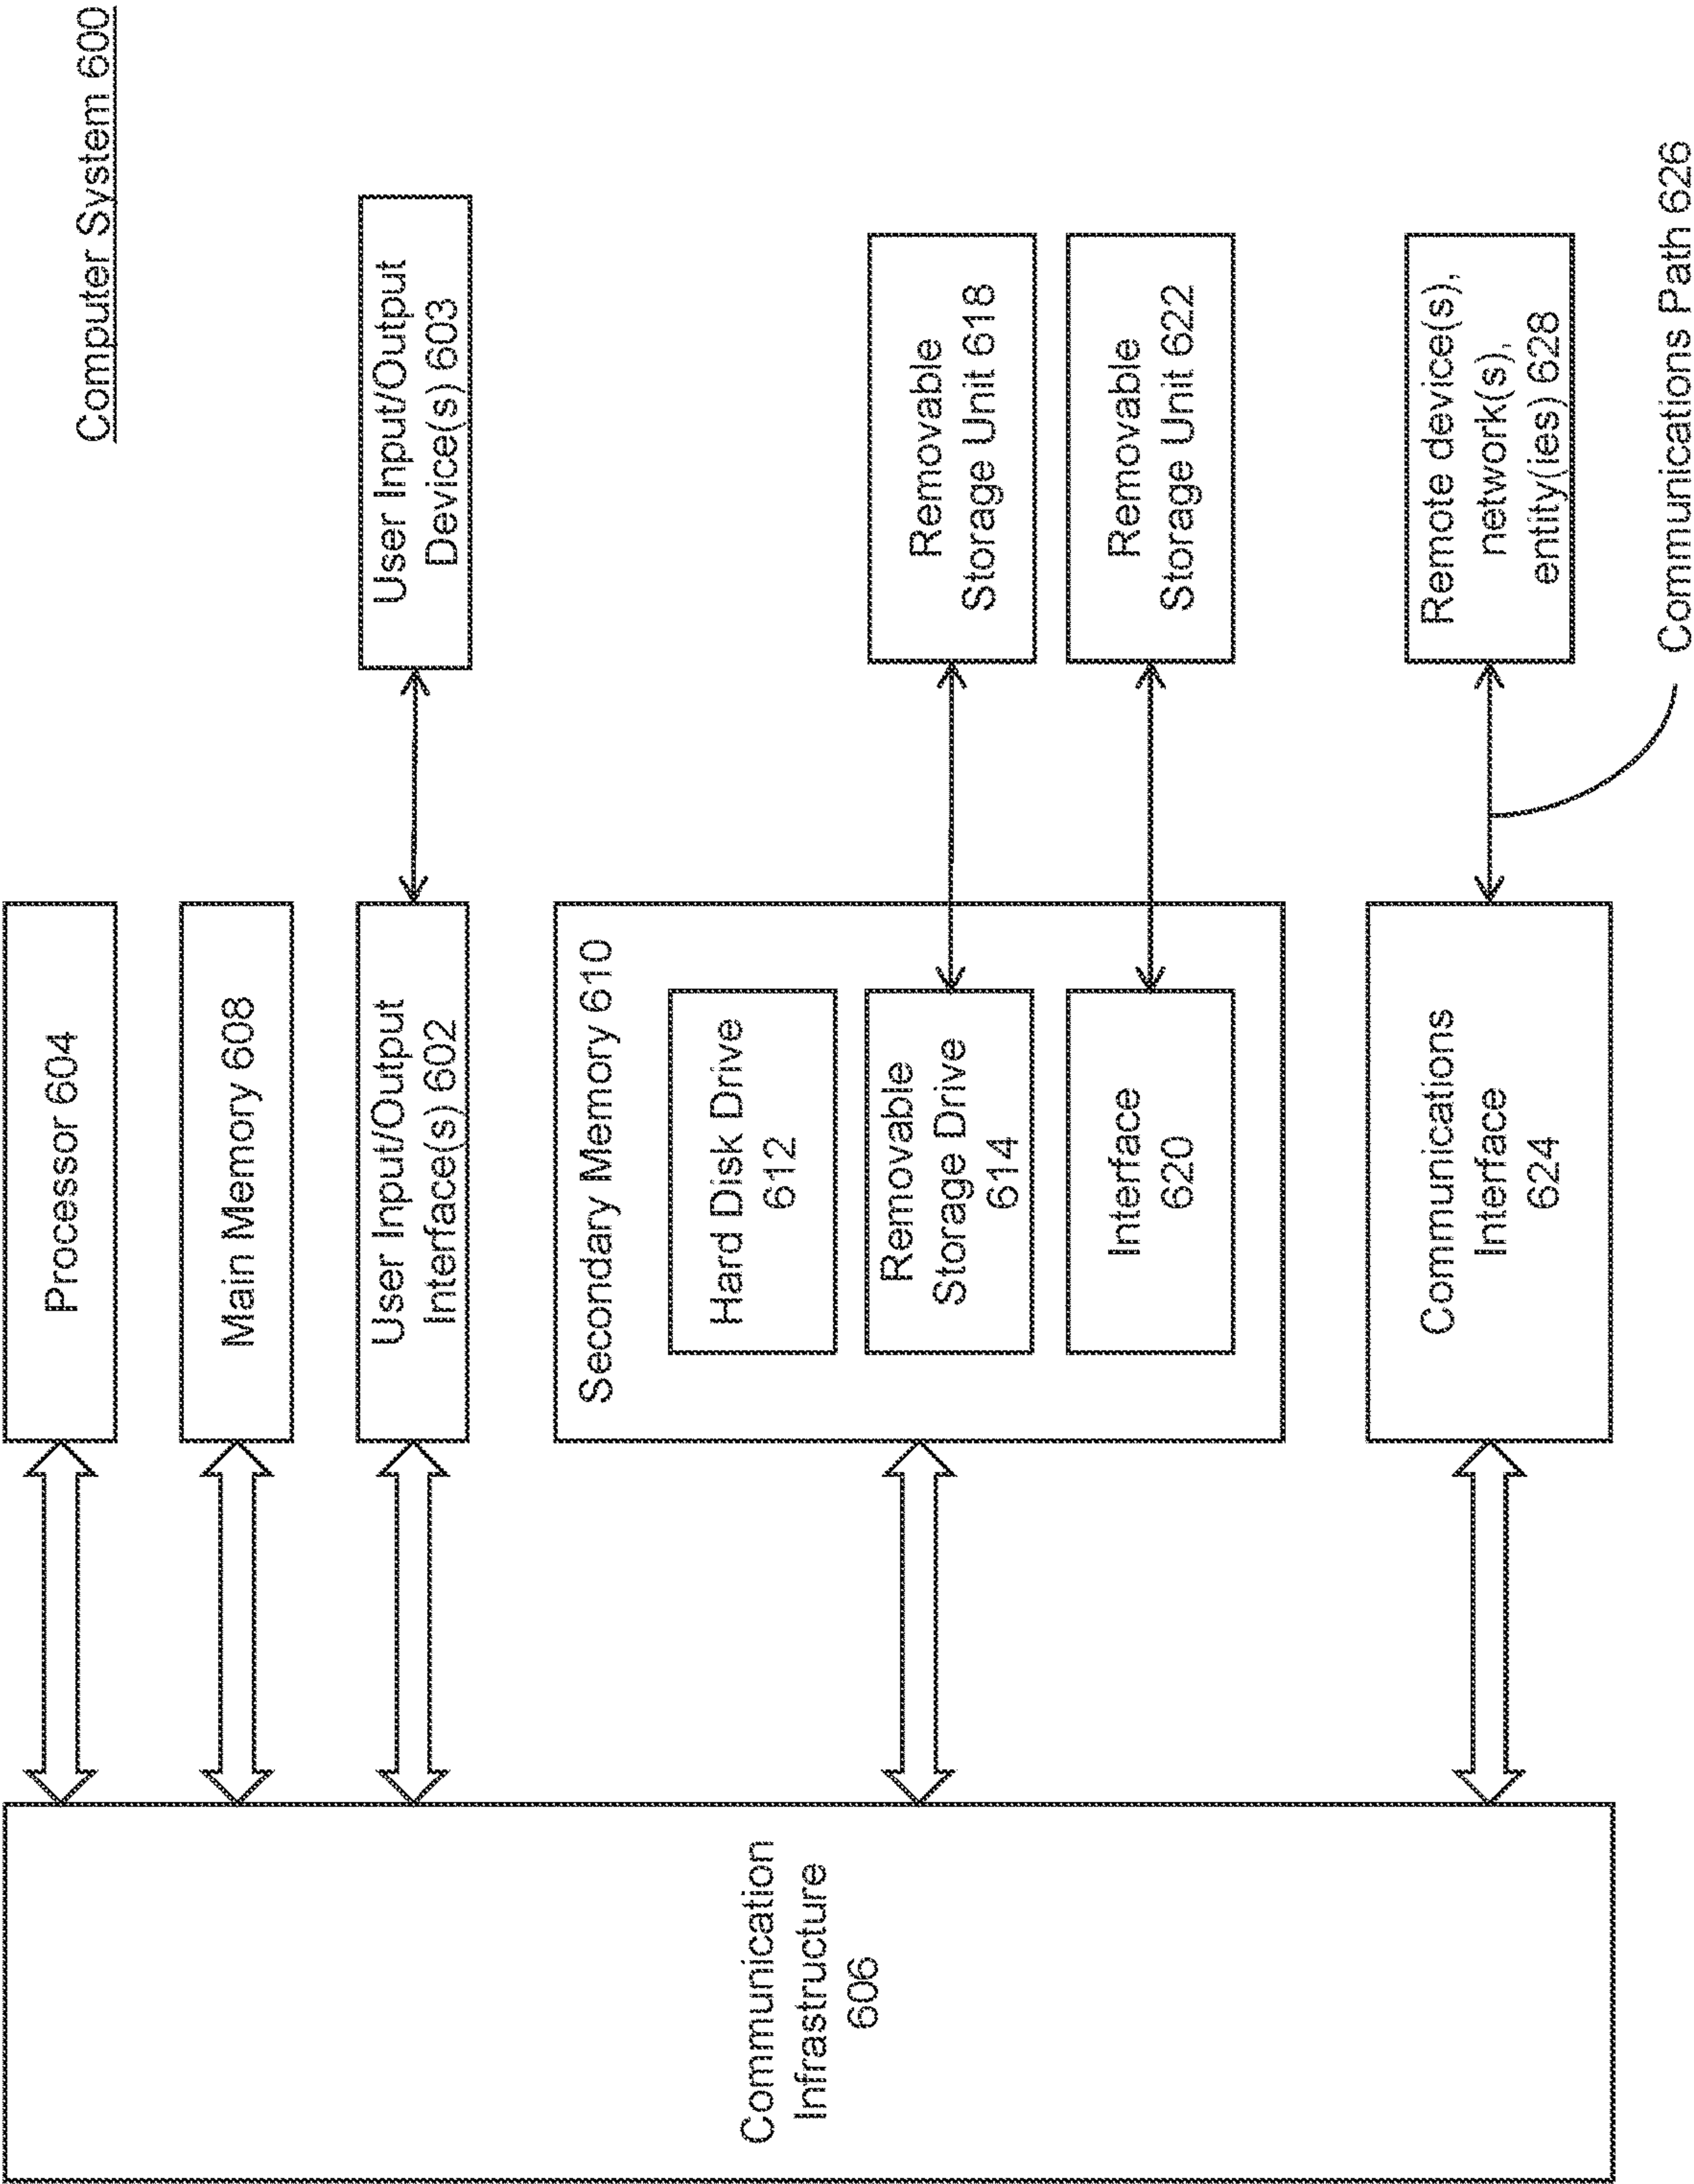 Computer System 600
Processor 604
Main Memory 608
User Input/Output
Interface(s) 602
User Input/Output
Device(s) 603
Secondary Memory 610
Hard Disk Drive
612
Removable
Storage Drive
614
Removable
Storage Unit 618
Interface
620
Removable
Storage Unit 622
Communications
Interface
624
Remote device(s),
network(s),
entity(ies) 628
Communications Path 626
Communication
Infrastructure
606